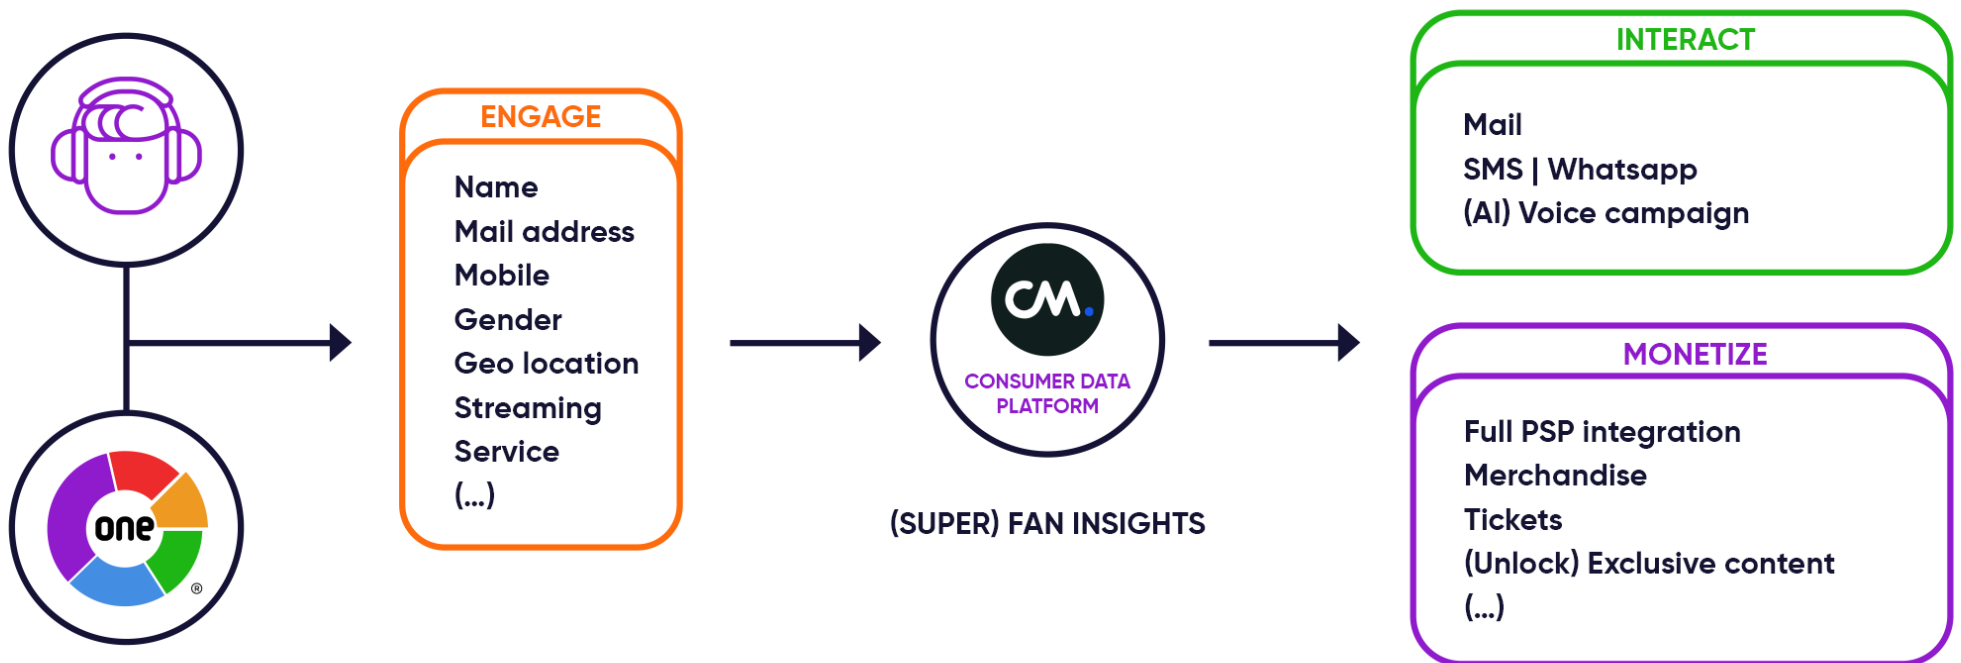 one
®
ENGAGE
Name
Mail address
Mobile
Gender
Geo location
Streaming
Service
(...)
CM.
CONSUMER DATA
PLATFORM
(SUPER) FAN INSIGHTS
INTERACT
Mail
SMS | Whatsapp
(AI) Voice campaign
MONETIZE
Full PSP integration
Merchandise
Tickets
(Unlock) Exclusive content
(...)